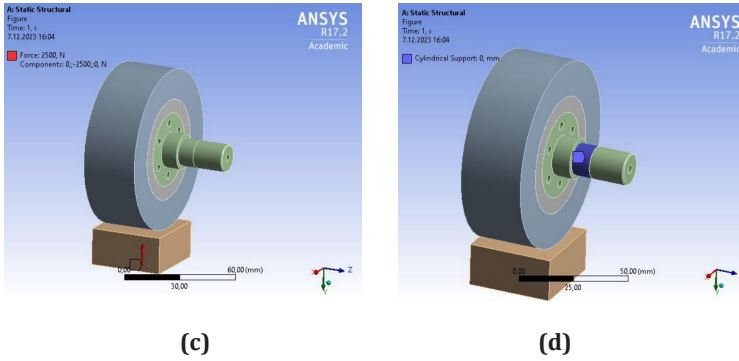 A: Static Structural
Figure
Time: 1, s
7.12.2023 16:04
Force: 2500, N
Components: 0,;-2500,;0, N
ANSYS
R17.2
Academic
0,00
60,00 (mm)
30,00
X
Y
Z
(c)
A: Static Structural
Figure
Time: 1, s
7.12.2023 16:04
Cylindrical Support: 0, mm
ANSYS
R17.2
Academic
0,00
50,00 (mm)
25,00
X
Y
Z
(d)